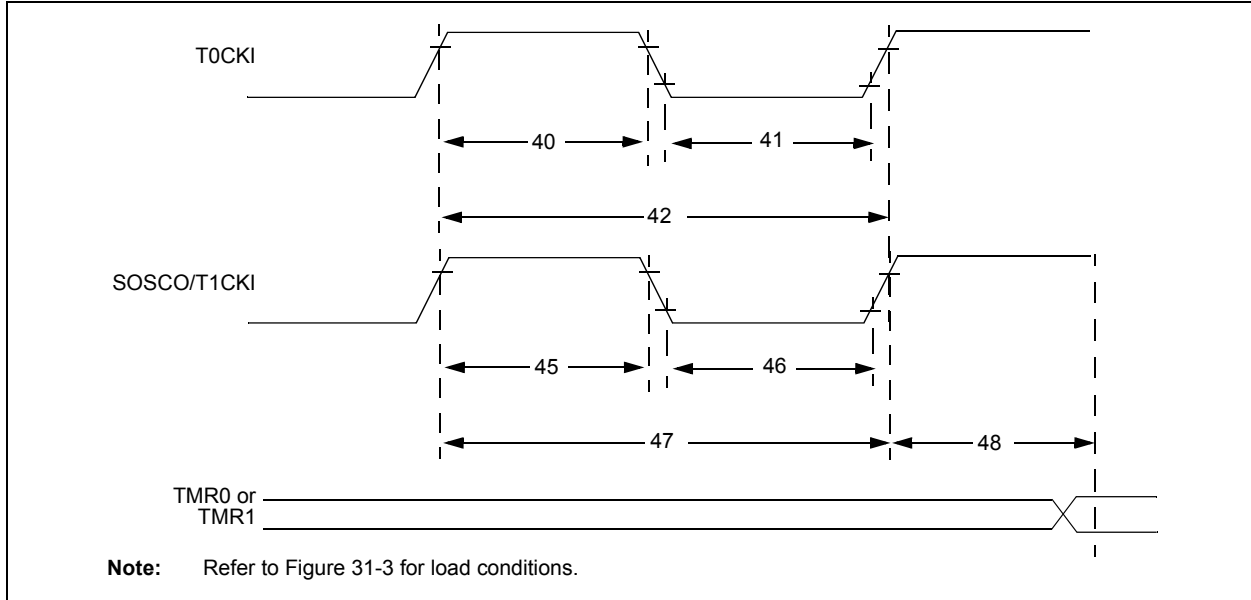 T0CKI
40
41
42
SOSCO/T1CKI
45
46
47
48
TMR0 or
TMR1
Note: Refer to Figure 31-3 for load conditions.